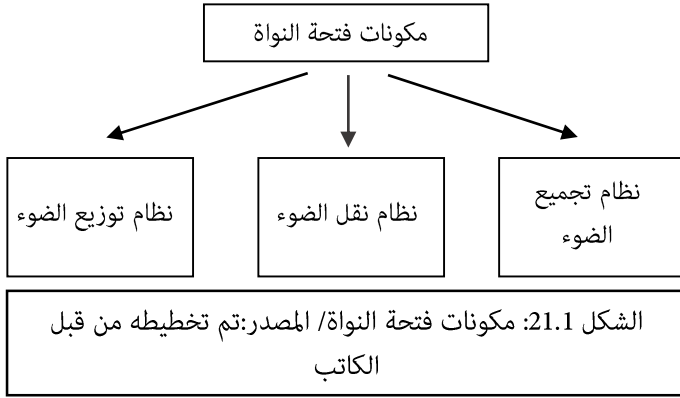 مكونات فتحة النواة
نظام تجميع
الضوء
نظام نقل الضوء
نظام توزيع الضوء
الشكل 21.1: مكونات فتحة النواة/ المصدر:تم تخطيطه من قبل
الكاتب